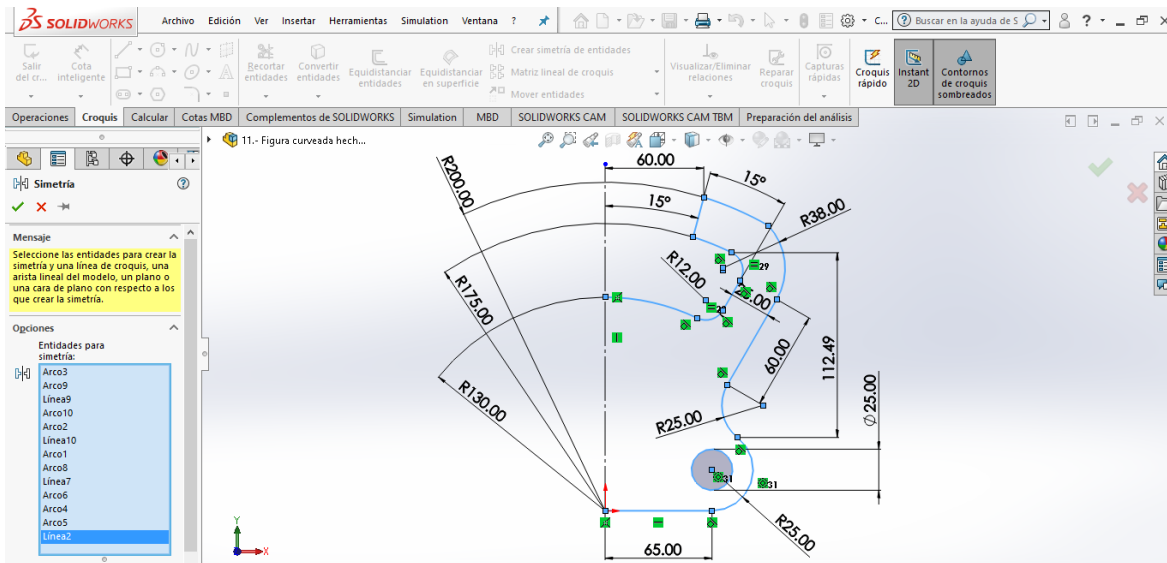 SOLIDWORKS Archivo Edición Ver Insertar Herramientas Simulation Ventana ? C... Buscar en la ayuda de S ?
Salir del cr...
Cota inteligente
Recortar entidades
Convertir entidades
Equidistanciar entidades
Equidistanciar en superficie
Crear simetría de entidades
Matriz lineal de croquis
Mover entidades
Visualizar/Eliminar relaciones
Reparar croquis
Capturas rápidas
Croquis rápido
Instant 2D
Contornos de croquis sombreados
Operaciones Croquis Calcular Cotas MBD Complementos de SOLIDWORKS Simulation MBD SOLIDWORKS CAM SOLIDWORKS CAM TBM Preparación del análisis
11.- Figura curveada hech...
Simetría
Mensaje
Seleccione las entidades para crear la
simetría y una línea de croquis, una
arista lineal del modelo, un plano o
una cara de plano con respecto a los
que crear la simetría.
Opciones
Entidades para
simetría:
Arco3
Arco9
Línea9
Arco10
Arco2
Línea10
Arco1
Arco8
Línea7
Arco6
Arco4
Arco5
Línea2
60.00
15°
R200.00
15°
R38.00
R12.00
29
R175.00
.00
60.00
112.49
R130.00
R25.00
Ø25.00
31
31
R25.00
65.00
Y
X